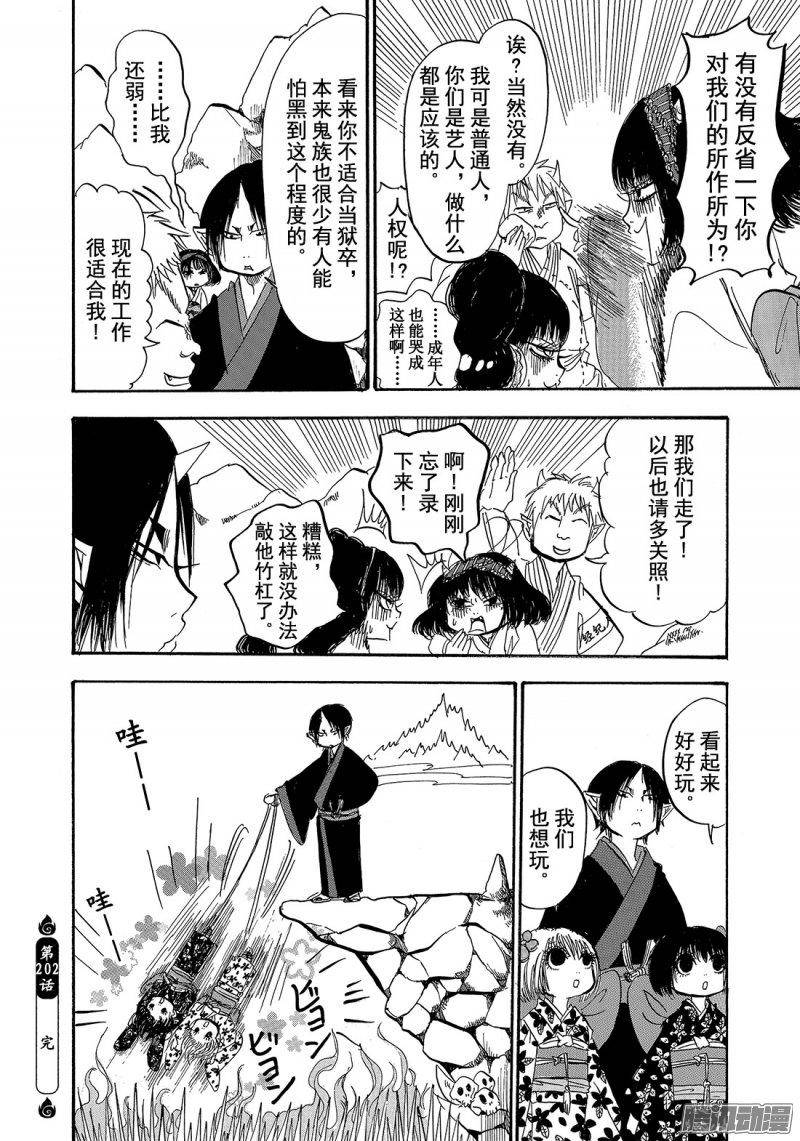 有没有反省一下你
对我们的所作所为!?
诶？当然没有。
我可是普通人，
你们是艺人，做什么
都是应该的。
人权呢!?
……成年人
也能哭成
这样啊……
看来你不适合当狱卒，
本来鬼族也很少有人能
怕黑到这个程度的。
……比我
还弱……
现在的工作
很适合我！
那我们走了！
以后也请多关照！
经纪
啊！刚刚
忘了录
下来！
糟糕，
这样就没办法
敲他竹杠了。
看起来
好好玩。
我们
也想玩。
哇——
哇——
ビョン
ビョン
第
202
话
完
腾讯动漫